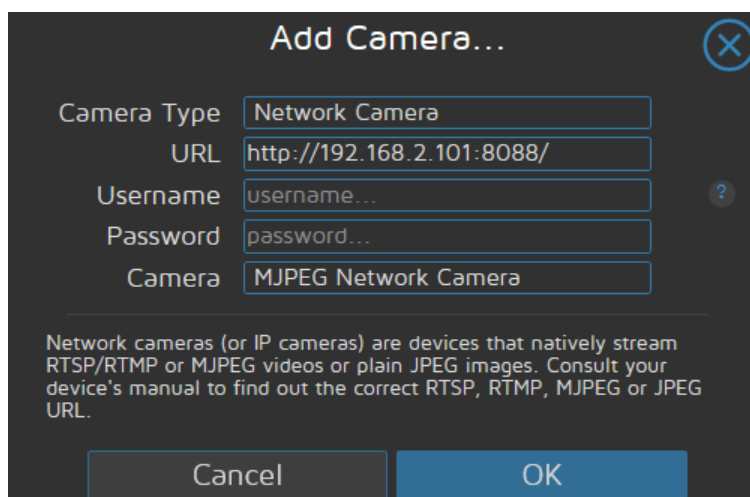 Add Camera...
Camera Type Network Camera
URL http://192.168.2.101:8088/
Username username...
?
Password password...
Camera MJPEG Network Camera
Network cameras (or IP cameras) are devices that natively stream
RTSP/RTMP or MJPEG videos or plain JPEG images. Consult your
device's manual to find out the correct RTSP, RTMP, MJPEG or JPEG
URL.
Cancel OK